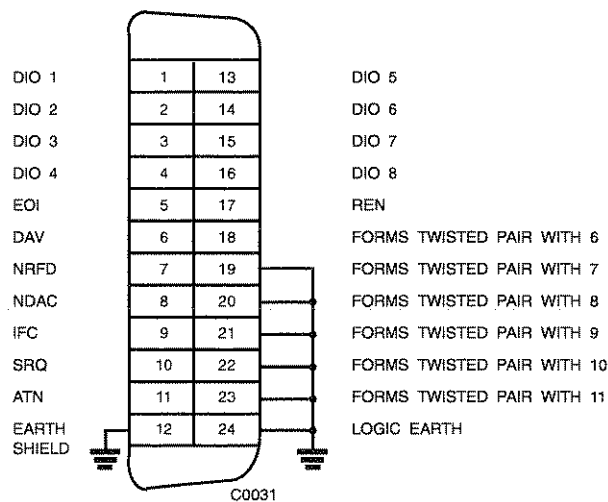 DIO 1 1 13 DIO 5
DIO 2 2 14 DIO 6
DIO 3 3 15 DIO 7
DIO 4 4 16 DIO 8
EOI 5 17 REN
DAV 6 18 FORMS TWISTED PAIR WITH 6
NRFD 7 19 FORMS TWISTED PAIR WITH 7
NDAC 8 20 FORMS TWISTED PAIR WITH 8
IFC 9 21 FORMS TWISTED PAIR WITH 9
SRQ 10 22 FORMS TWISTED PAIR WITH 10
ATN 11 23 FORMS TWISTED PAIR WITH 11
EARTH 12 24 LOGIC EARTH
SHIELD
C0031